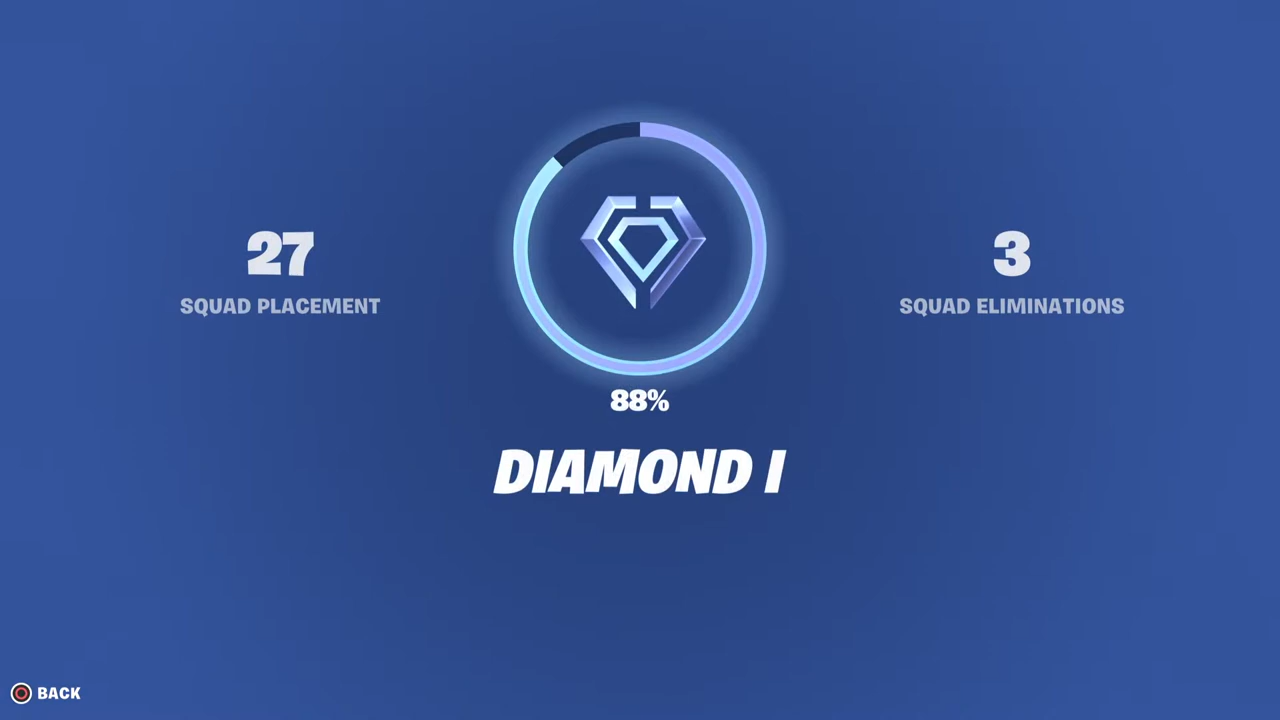 27
SQUAD PLACEMENT
3
SQUAD ELIMINATIONS
88%
DIAMOND I
BACK